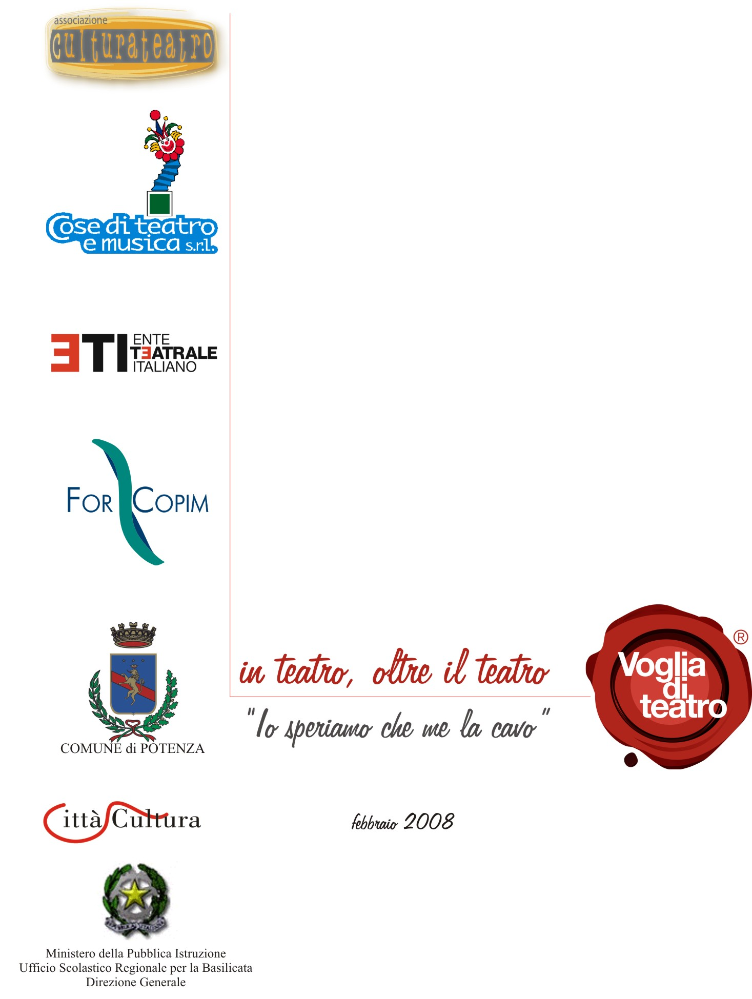 associazione
culturateatro
Cose di teatro
e musica s.r.l.
ETI ENTE
TEATRALE
ITALIANO
FOR COPIM
in teatro, oltre il teatro
"Io speriamo che me la cavo"
Voglia
di
teatro
®
COMUNE di POTENZA
Città Cultura
febbraio 2008
Ministero della Pubblica Istruzione
Ufficio Scolastico Regionale per la Basilicata
Direzione Generale